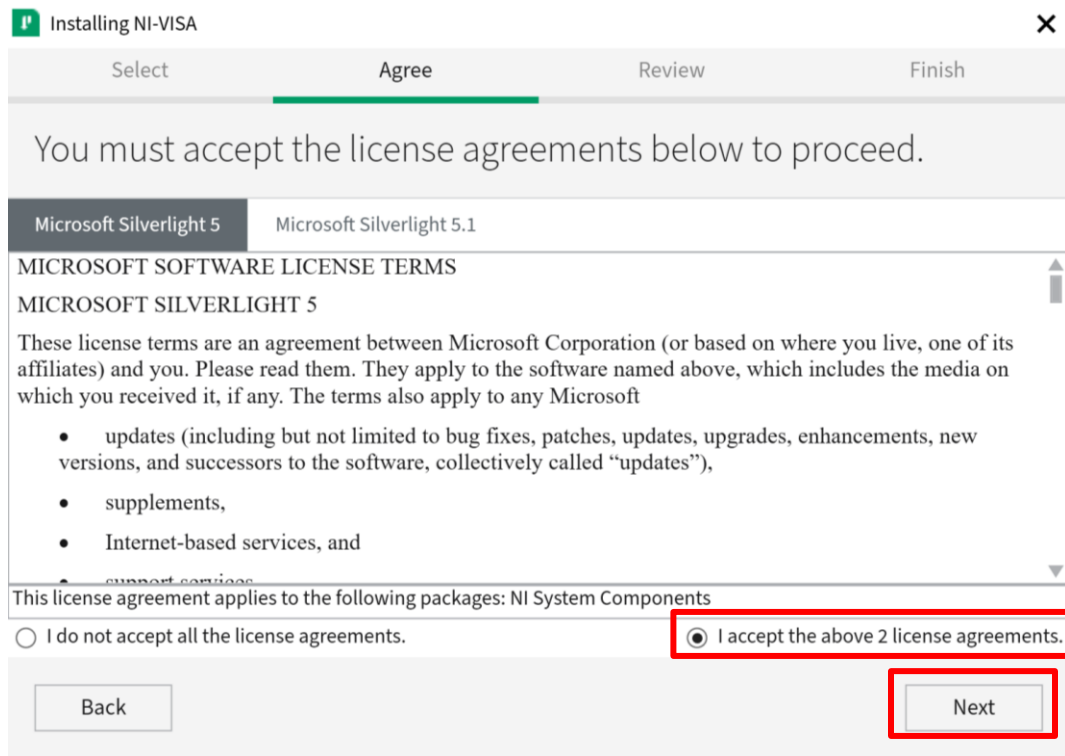 Installing NI-VISA
Select Agree Review Finish
You must accept the license agreements below to proceed.
Microsoft Silverlight 5 Microsoft Silverlight 5.1
MICROSOFT SOFTWARE LICENSE TERMS
MICROSOFT SILVERLIGHT 5
These license terms are an agreement between Microsoft Corporation (or based on where you live, one of its
affiliates) and you. Please read them. They apply to the software named above, which includes the media on
which you received it, if any. The terms also apply to any Microsoft
• updates (including but not limited to bug fixes, patches, updates, upgrades, enhancements, new
versions, and successors to the software, collectively called “updates”),
• supplements,
• Internet-based services, and
• support services
This license agreement applies to the following packages: NI System Components
I do not accept all the license agreements. I accept the above 2 license agreements.
Back Next